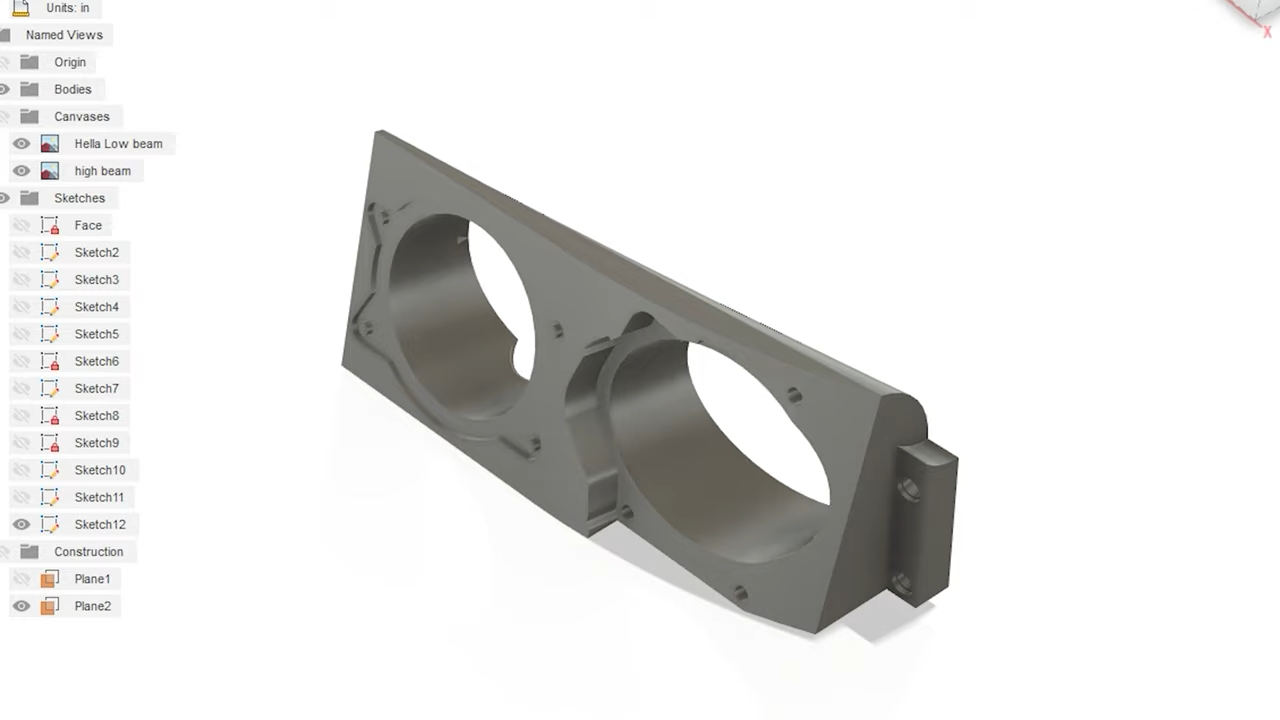 Units: in
Named Views
Origin
Bodies
Canvases
Hella Low beam
high beam
Sketches
Face
Sketch2
Sketch3
Sketch4
Sketch5
Sketch6
Sketch7
Sketch8
Sketch9
Sketch10
Sketch11
Sketch12
Construction
Plane1
Plane2
X